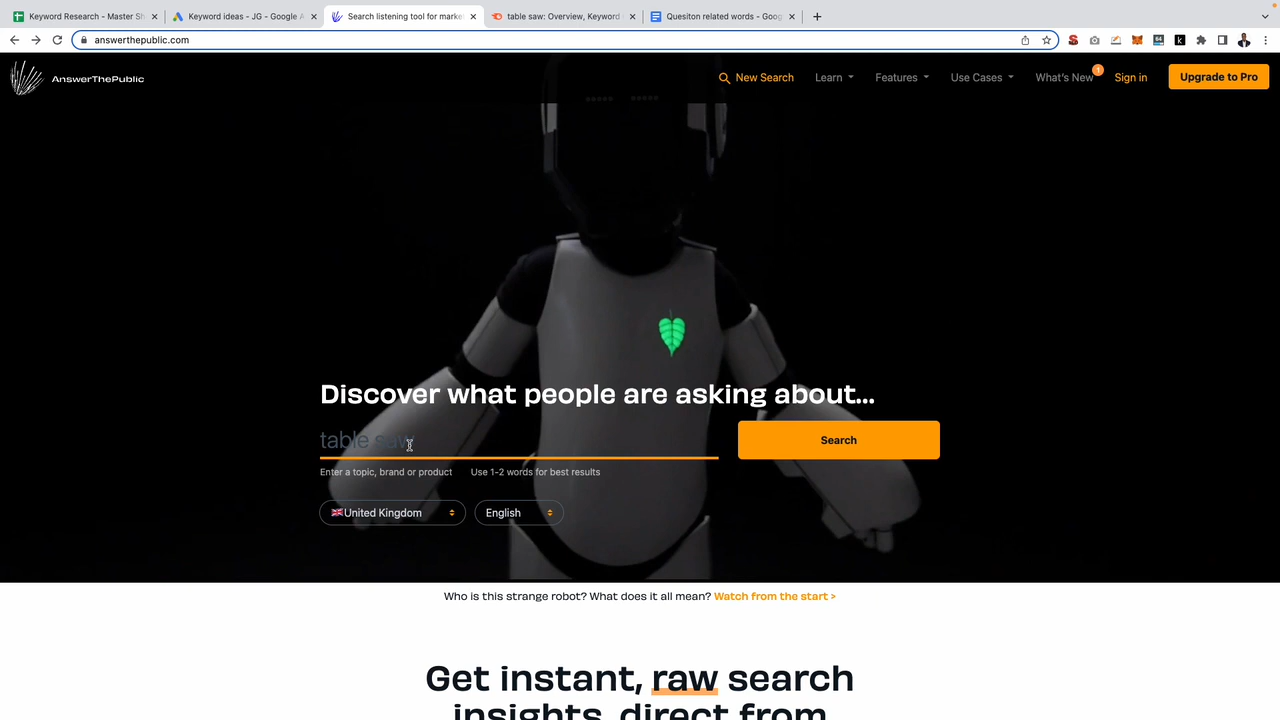 Keyword Research - Master Sh
Keyword ideas - JG - Google A
Search listening tool for marke
table saw: Overview, Keyword
Quesiton related words - Goog
answerthepublic.com
AnswerThePublic
New Search
Learn
Features
Use Cases
What's New
1
Sign in
Upgrade to Pro
Discover what people are asking about...
table saw
Search
Enter a topic, brand or product
Use 1-2 words for best results
United Kingdom
English
Who is this strange robot? What does it all mean? Watch from the start >
Get instant, raw search
insights, direct from